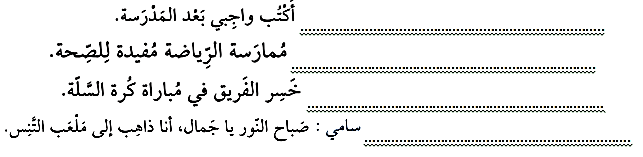 أَكْتُب واجِبي بَعْد المَدْرَسة.
مُمارَسة الرِّياضة مُفيدة لِلصِّحة.
خَسِر الفَريق في مُباراة كُرة السَّلّة.
سامي : صَباح النّور يا جَمال، أنا ذاهِب إلى مَلْعَب التَّنِس.